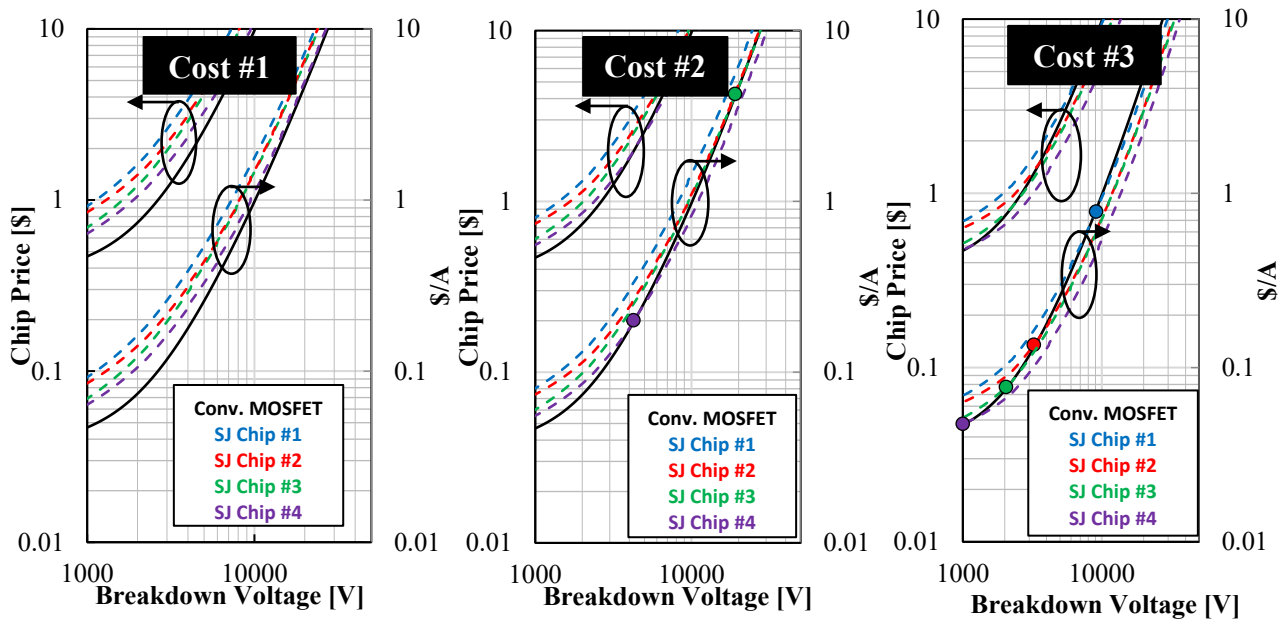 Cost #1
10
1
0.1
0.01
Chip Price [$]
10
1
0.1
0.01
$/A
Conv. MOSFET
SJ Chip #1
SJ Chip #2
SJ Chip #3
SJ Chip #4
1000
10000
Breakdown Voltage [V]
Cost #2
10
1
0.1
0.01
Chip Price [$]
10
1
0.1
0.01
$/A
Conv. MOSFET
SJ Chip #1
SJ Chip #2
SJ Chip #3
SJ Chip #4
1000
10000
Breakdown Voltage [V]
Cost #3
10
1
0.1
0.01
Chip Price [$]
10
1
0.1
0.01
$/A
Conv. MOSFET
SJ Chip #1
SJ Chip #2
SJ Chip #3
SJ Chip #4
1000
10000
Breakdown Voltage [V]